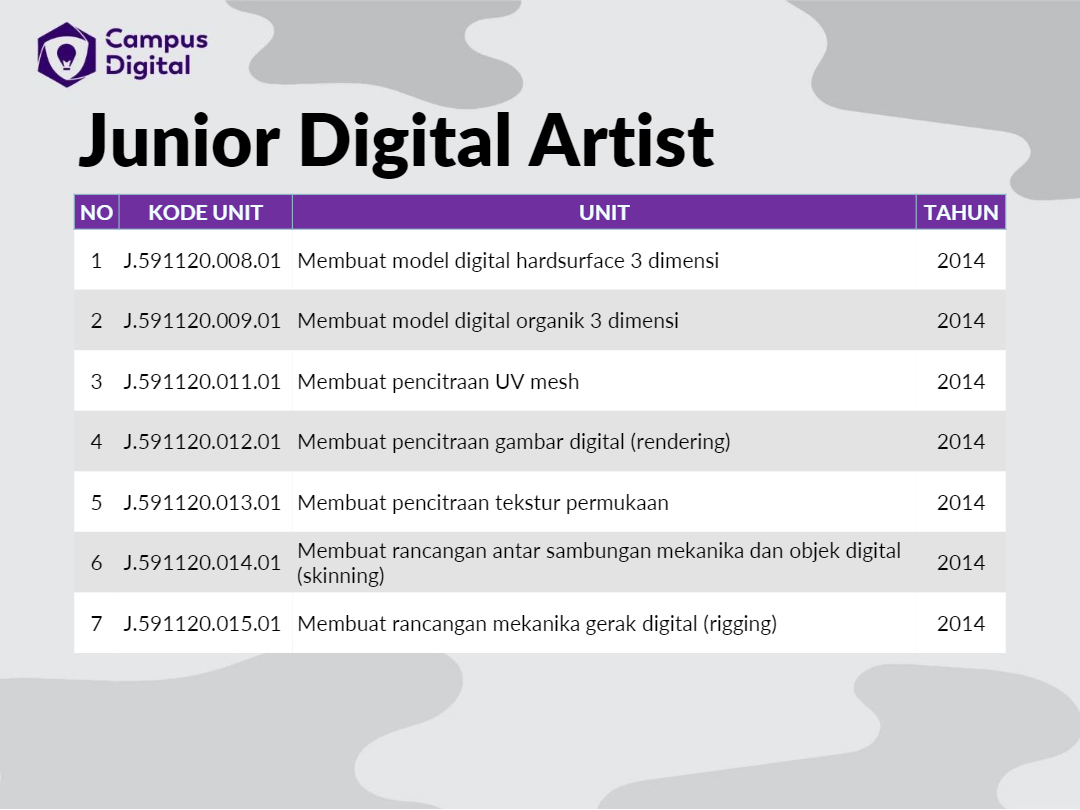 Campus
Digital
Junior Digital Artist
NO KODE UNIT UNIT TAHUN
1 J.591120.008.01 Membuat model digital hardsurface 3 dimensi 2014
2 J.591120.009.01 Membuat model digital organik 3 dimensi 2014
3 J.591120.011.01 Membuat pencitraan UV mesh 2014
4 J.591120.012.01 Membuat pencitraan gambar digital (rendering) 2014
5 J.591120.013.01 Membuat pencitraan tekstur permukaan 2014
6 J.591120.014.01 Membuat rancangan antar sambungan mekanika dan objek digital
(skinning) 2014
7 J.591120.015.01 Membuat rancangan mekanika gerak digital (rigging) 2014